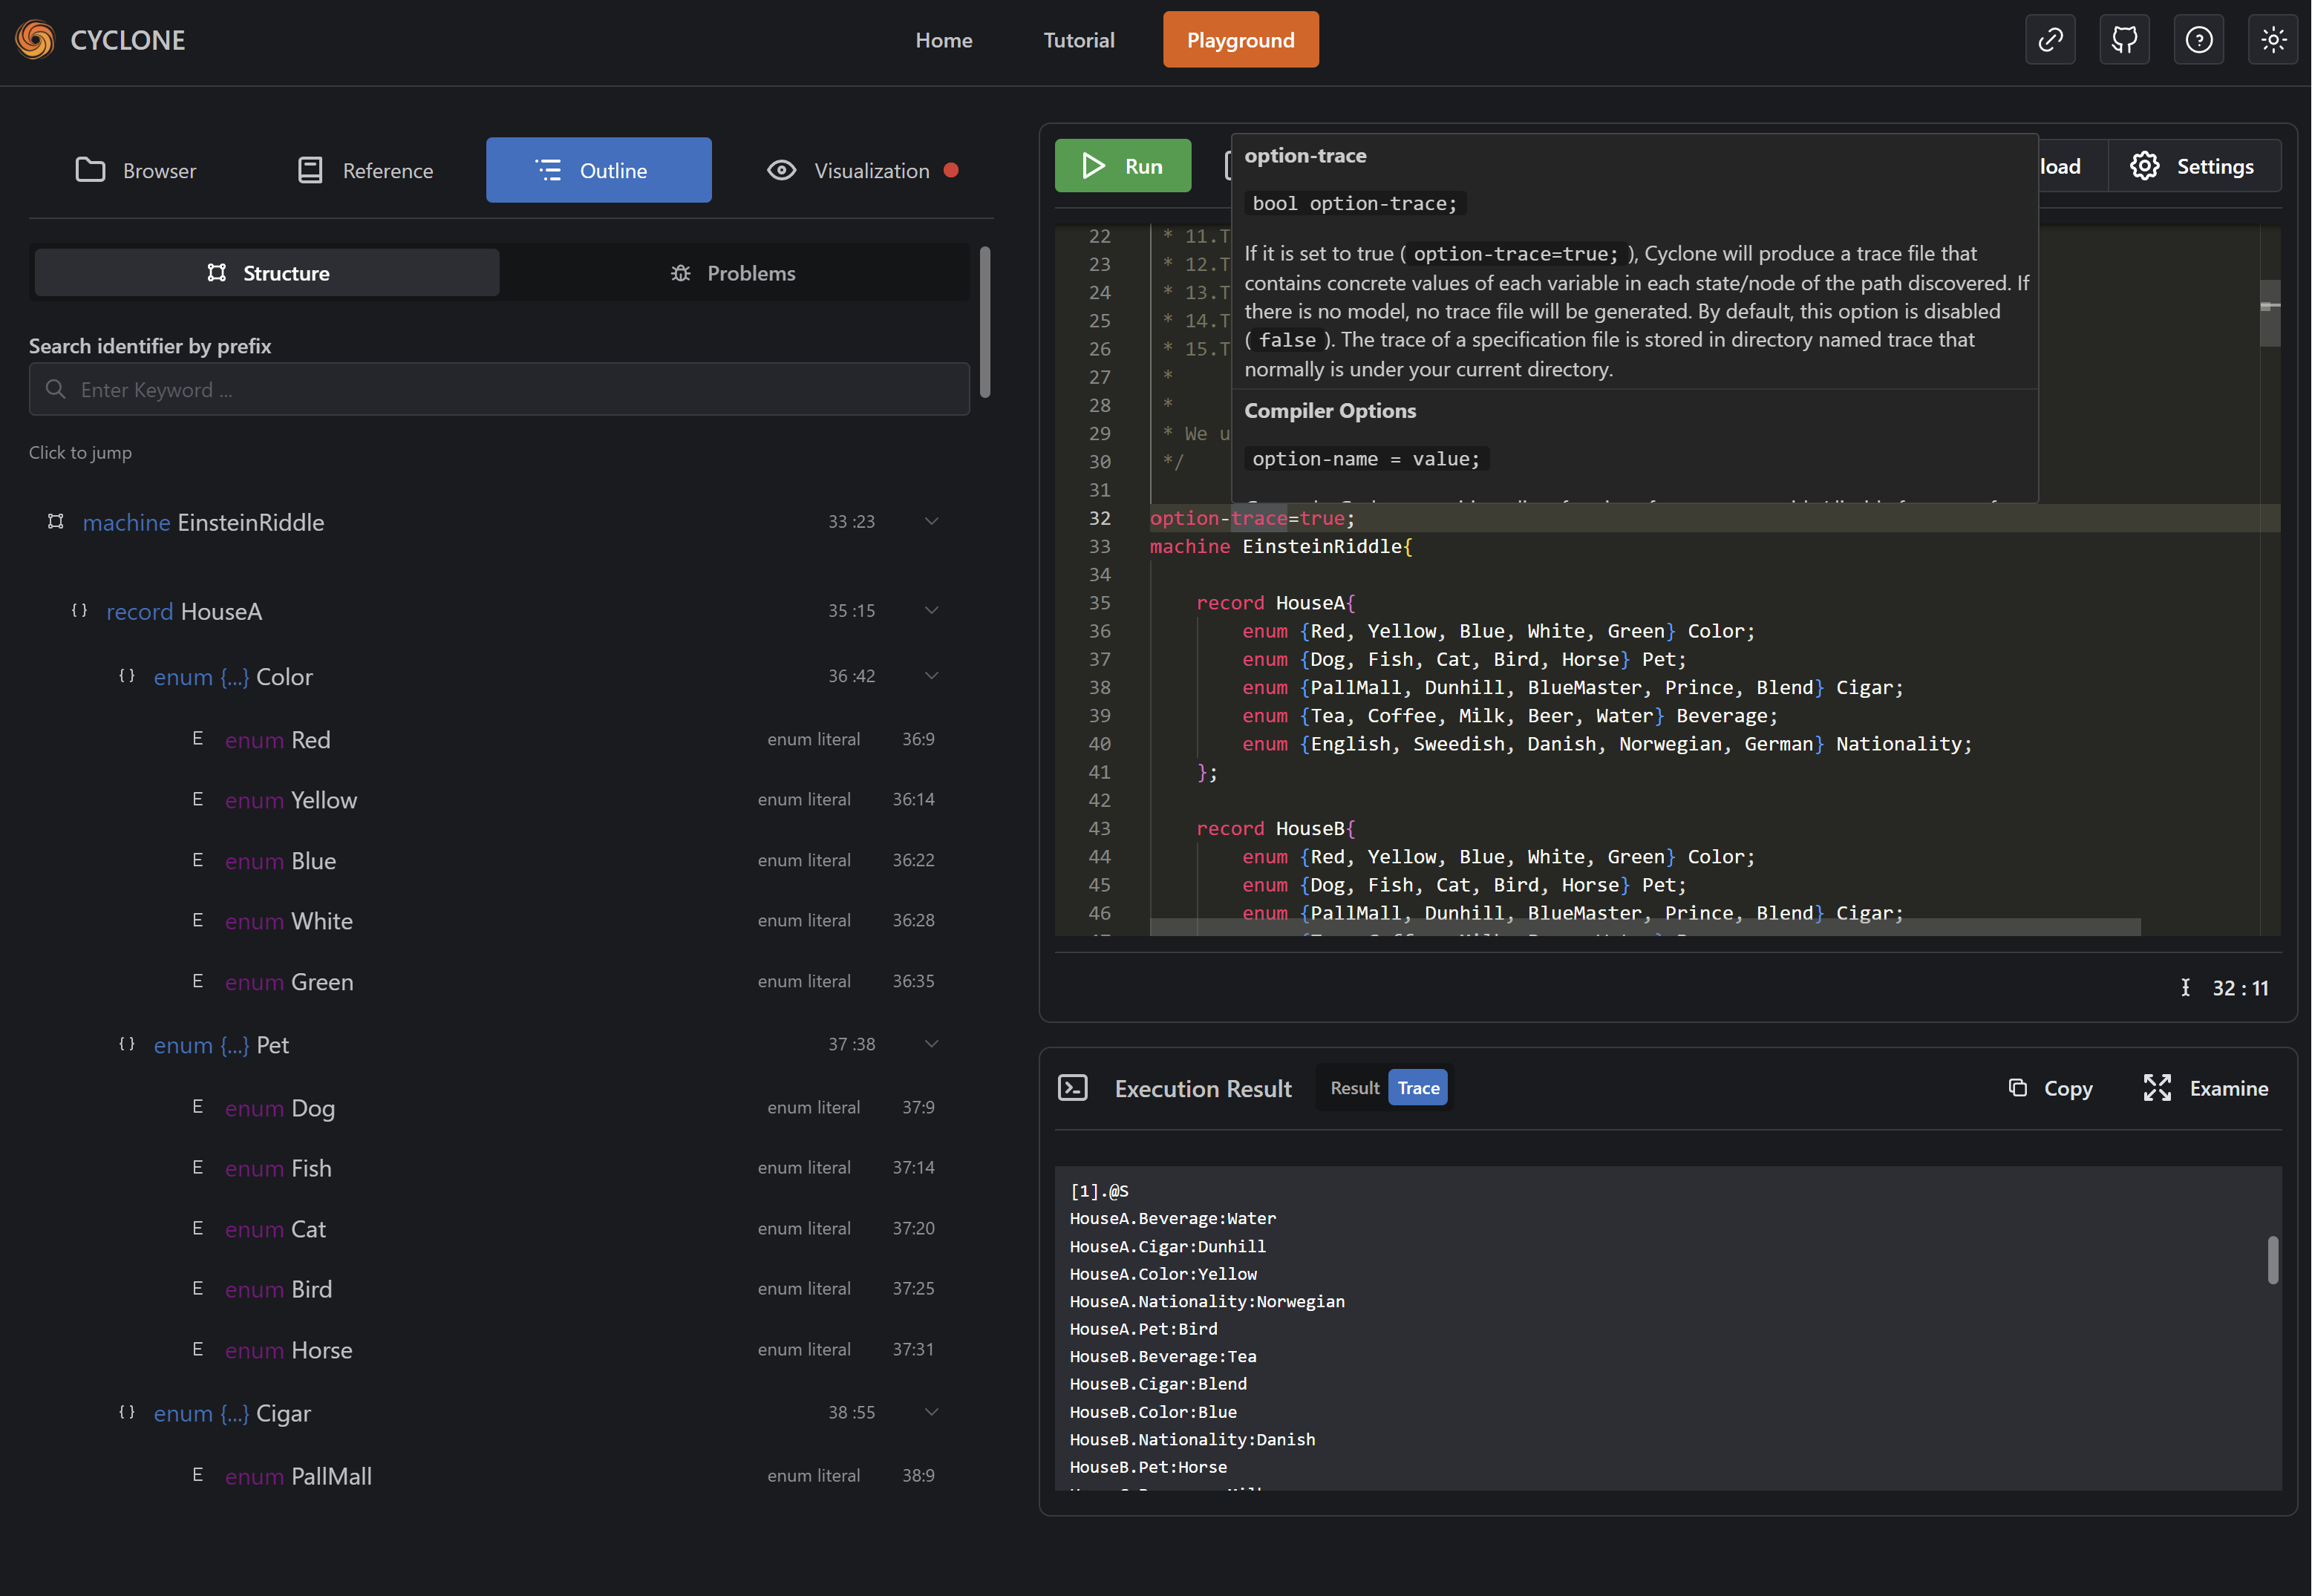 CYCLONE
Home
Tutorial
Playground
Browser
Reference
Outline
Visualization
Structure
Problems
Search identifier by prefix
Enter Keyword ...
Click to jump
machine EinsteinRiddle 33 :23
{} record HouseA 35 :15
{} enum {...} Color 36 :42
E enum Red enum literal 36:9
E enum Yellow enum literal 36:14
E enum Blue enum literal 36:22
E enum White enum literal 36:28
E enum Green enum literal 36:35
{} enum {...} Pet 37 :38
E enum Dog enum literal 37:9
E enum Fish enum literal 37:14
E enum Cat enum literal 37:20
E enum Bird enum literal 37:25
E enum Horse enum literal 37:31
{} enum {...} Cigar 38 :55
E enum PallMall enum literal 38:9
Run
load
Settings
option-trace
bool option-trace;
If it is set to true ( option-trace=true; ), Cyclone will produce a trace file that
contains concrete values of each variable in each state/node of the path discovered. If
there is no model, no trace file will be generated. By default, this option is disabled
( false ). The trace of a specification file is stored in directory named trace that
normally is under your current directory.
Compiler Options
option-name = value;
22 * 11.T
23 * 12.T
24 * 13.T
25 * 14.T
26 * 15.T
27 *
28 *
29 * We u
30 */
31
32 option-trace=true;
33 machine EinsteinRiddle{
34
35 record HouseA{
36 enum {Red, Yellow, Blue, White, Green} Color;
37 enum {Dog, Fish, Cat, Bird, Horse} Pet;
38 enum {PallMall, Dunhill, BlueMaster, Prince, Blend} Cigar;
39 enum {Tea, Coffee, Milk, Beer, Water} Beverage;
40 enum {English, Sweedish, Danish, Norwegian, German} Nationality;
41 };
42
43 record HouseB{
44 enum {Red, Yellow, Blue, White, Green} Color;
45 enum {Dog, Fish, Cat, Bird, Horse} Pet;
46 enum {PallMall, Dunhill, BlueMaster, Prince, Blend} Cigar;
32 : 11
Execution Result
Result
Trace
Copy
Examine
[1].@S
HouseA.Beverage:Water
HouseA.Cigar:Dunhill
HouseA.Color:Yellow
HouseA.Nationality:Norwegian
HouseA.Pet:Bird
HouseB.Beverage:Tea
HouseB.Cigar:Blend
HouseB.Color:Blue
HouseB.Nationality:Danish
HouseB.Pet:Horse